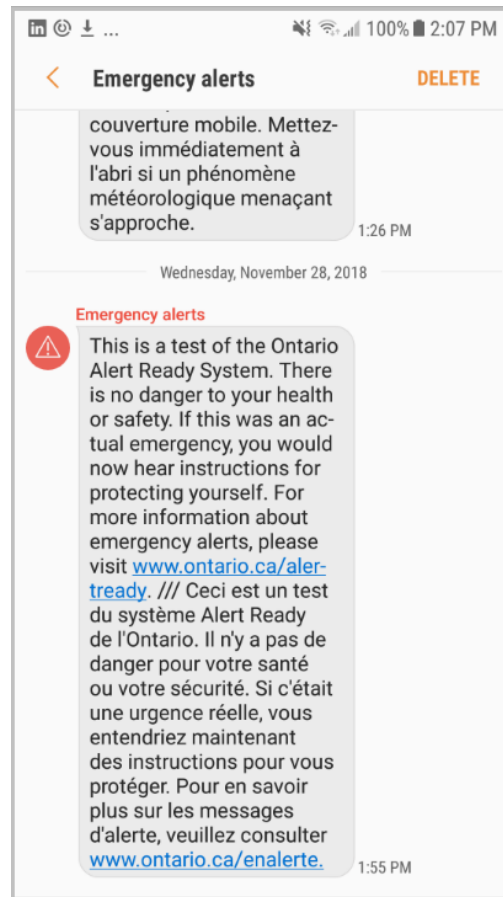 in ... 100% 2:07 PM
Emergency alerts DELETE
couverture mobile. Mettez-
vous immédiatement à
l'abri si un phénomène
météorologique menaçant
s'approche.
1:26 PM
Wednesday, November 28, 2018
Emergency alerts
This is a test of the Ontario
Alert Ready System. There
is no danger to your health
or safety. If this was an ac-
tual emergency, you would
now hear instructions for
protecting yourself. For
more information about
emergency alerts, please
visit www.ontario.ca/aler-
tready. /// Ceci est un test
du système Alert Ready
de l'Ontario. Il n'y a pas de
danger pour votre santé
ou votre sécurité. Si c'était
une urgence réelle, vous
entendriez maintenant
des instructions pour vous
protéger. Pour en savoir
plus sur les messages
d'alerte, veuillez consulter
www.ontario.ca/enalerte.
1:55 PM